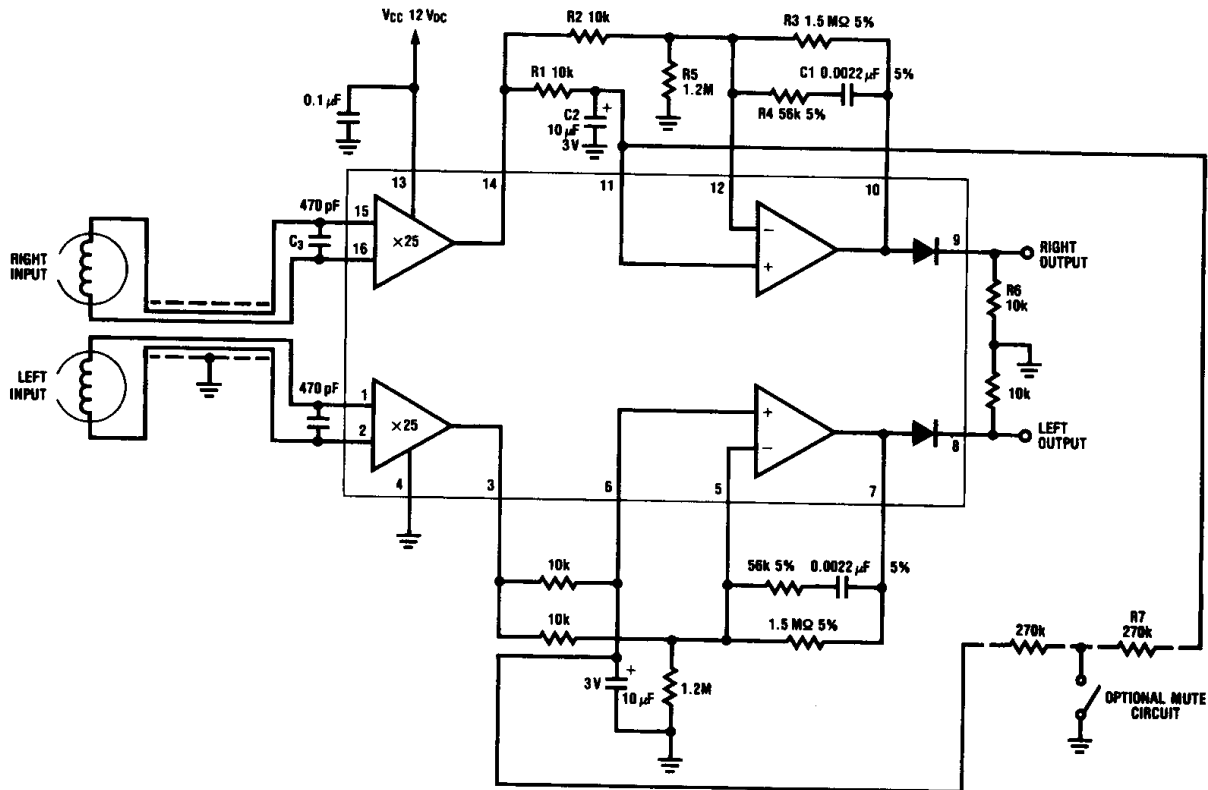 VCC 12 VDC
R2 10k
R3 1.5 MΩ 5%
R1 10k
R5
1.2M
C1 0.0022 µF
5%
R4 56k 5%
0.1 µF
C2
10 µF
3V
+
13
14
11
12
10
470 pF
C3
15
16
×25
−
+
9
RIGHT
INPUT
RIGHT
OUTPUT
R6
10k
LEFT
INPUT
470 pF
1
2
×25
+
−
10k
LEFT
OUTPUT
8
4
3
6
5
7
10k
56k 5%
0.0022 µF
5%
10k
1.5 MΩ 5%
3V
+
10 µF
1.2M
270k
R7
270k
OPTIONAL MUTE
CIRCUIT